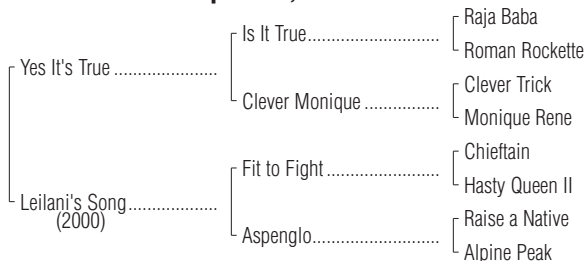 Raja Baba
Is It True
Roman Rockette
Yes It's True
Clever Trick
Clever Monique
Monique Rene
Chieftain
Fit to Fight
Hasty Queen II
Leilani's Song
(2000)
Raise a Native
Aspenglo
Alpine Peak